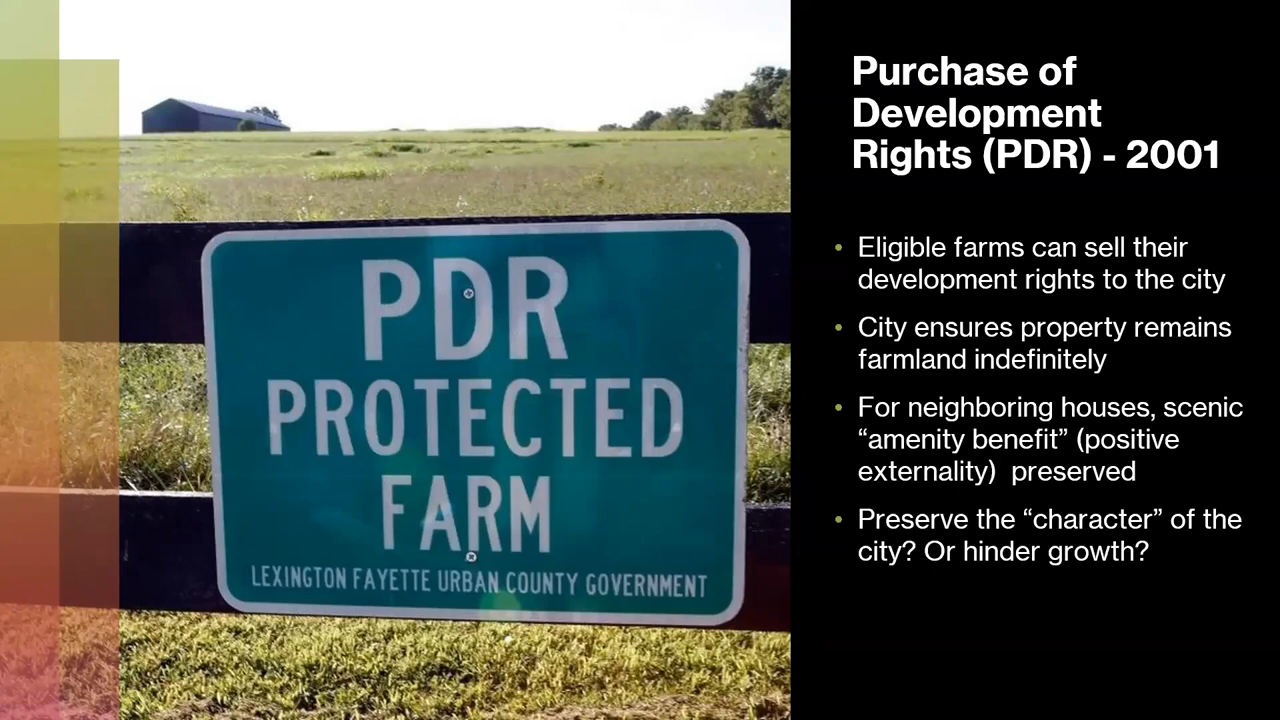 PDR
PROTECTED
FARM
LEXINGTON FAYETTE URBAN COUNTY GOVERNMENT
Purchase of
Development
Rights (PDR) - 2001
• Eligible farms can sell their
development rights to the city
• City ensures property remains
farmland indefinitely
• For neighboring houses, scenic
“amenity benefit” (positive
externality)  preserved
• Preserve the “character” of the
city? Or hinder growth?